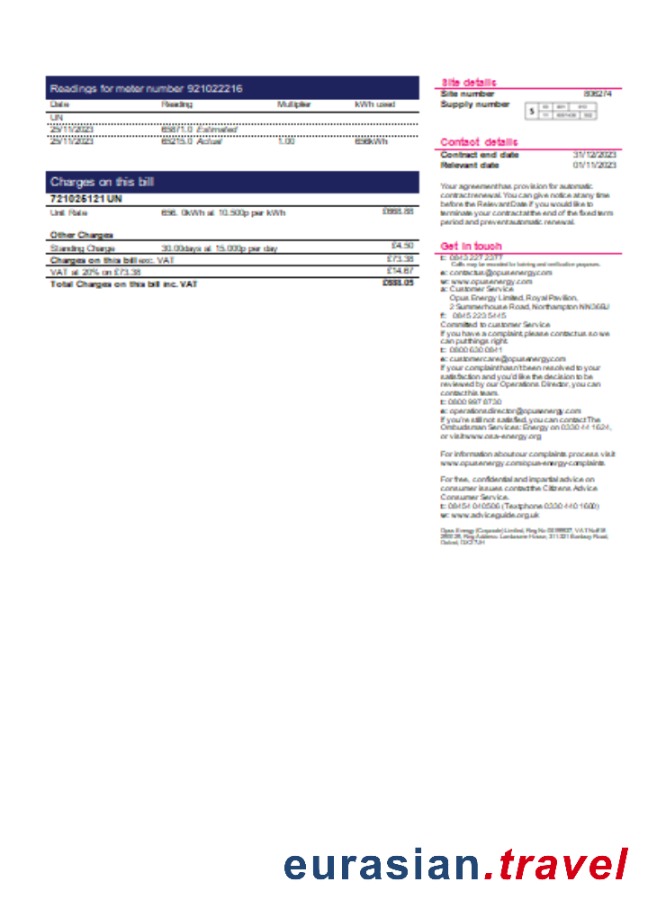 Readings for meter number 921022216
Date Reading Multiplier kWh used
UN
25/11/2023 65871.0 Estimated
25/11/2023 65215.0 Actual 1.00 656kWh
Charges on this bill
721025121 UN
Unit Rate 656. 0kWh at 10.500p per kWh
Other Charges
Standing Charge 30.00days at 15.000p per day £4.50
Charges on this bill exc. VAT £73.38
VAT at 20% on £73.38 £14.67
Total Charges on this bill inc. VAT
Site details
Site number 806274
Supply number S
Contact details
Contract end date 31/12/2023
Relevant date 01/11/2023
Your agreement has provision for automatic
contract renewal. You can give notice at any time
before the Relevant Date if you would like to
terminate your contract at the end of the fixed term
period and prevent automatic renewal.
Get in touch
t: 0843 227 2377
Calls may be recorded for training and verification purposes.
e: contactus@opusenergy.com
w: www.opusenergy.com
a: Customer Service
Opus Energy Limited, Royal Pavilion,
2 Summerhouse Road, Northampton NN36BJ
f: 0845 223 5445
Committed to customer Service
If you have a complaint, please contact us so we
can put things right.
t: 0800 630 0841
e: customercare@opusenergy.com
If your complaint hasn't been resolved to your
satisfaction and you'd like the decision to be
reviewed by our Operations Director, you can
contact his team.
t: 0800 997 8730
e: operationsdirector@opusenergy.com
If you're still not satisfied, you can contact The
Ombudsman Services: Energy on 0330 44 1624,
or visit www.osa-energy.org
For information about our complaints process visit
www.opusenergy.com/opus-energy-complaints
For free, confidential and impartial advice on
consumer issues contact the Citizens Advice
Consumer Service.
t: 08454 040506 (Textphone 0330 440 1660)
w: www.adviceguide.org.uk
Opus Energy (Corporate) Limited, Reg No
Reg Address: Lambourne House, 311-321 Banbury Road,
Oxford,
eurasian.travel